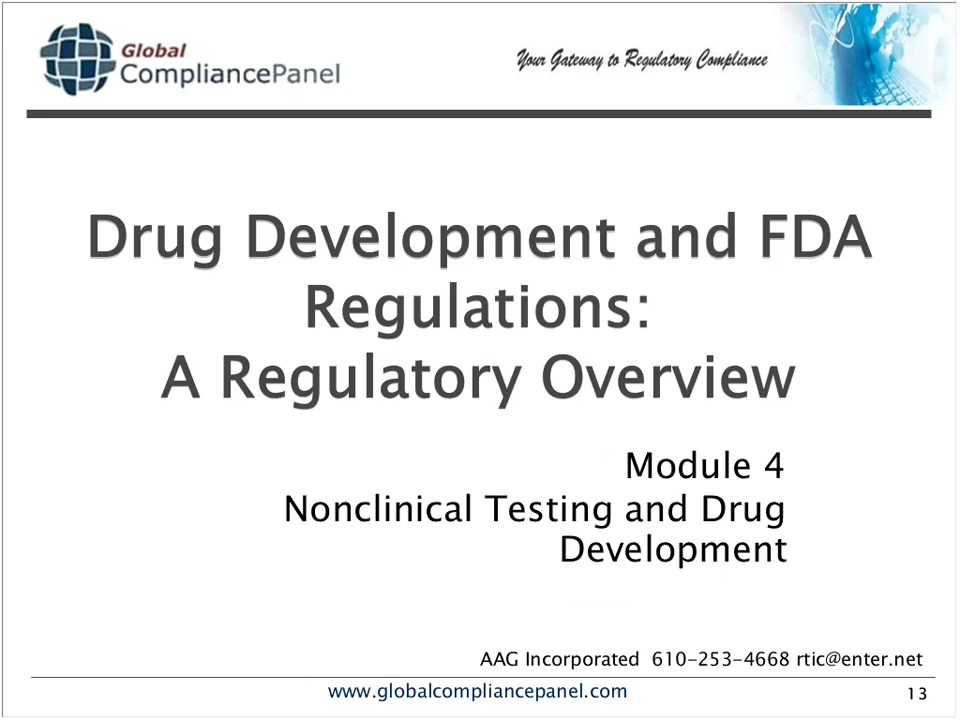 Global
CompliancePanel
Your Gateway to Regulatory Compliance
Drug Development and FDA
Regulations:
A Regulatory Overview
Module 4
Nonclinical Testing and Drug
Development
AAG Incorporated 610-253-4668 rtic@enter.net
www.globalcompliancepanel.com
13